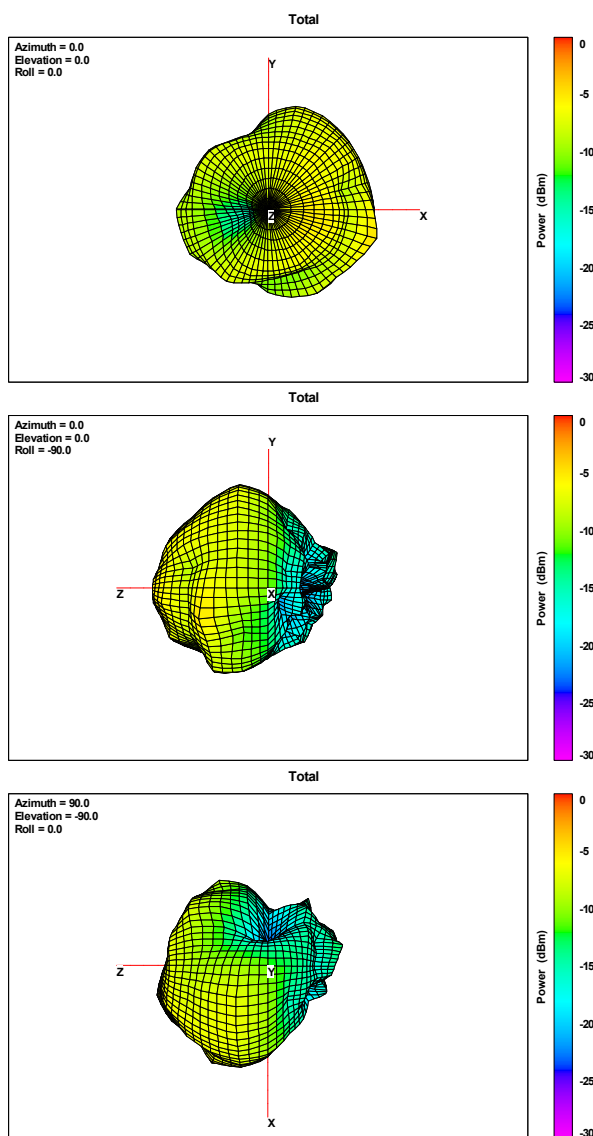 Total
Azimuth = 0.0
Elevation = 0.0
Roll = 0.0
Y
Z
X
0
-5
-10
-15
-20
-25
-30
Power (dBm)
Total
Azimuth = 0.0
Elevation = 0.0
Roll = -90.0
Y
Z
X
0
-5
-10
-15
-20
-25
-30
Power (dBm)
Total
Azimuth = 90.0
Elevation = -90.0
Roll = 0.0
Z
Y
X
0
-5
-10
-15
-20
-25
-30
Power (dBm)